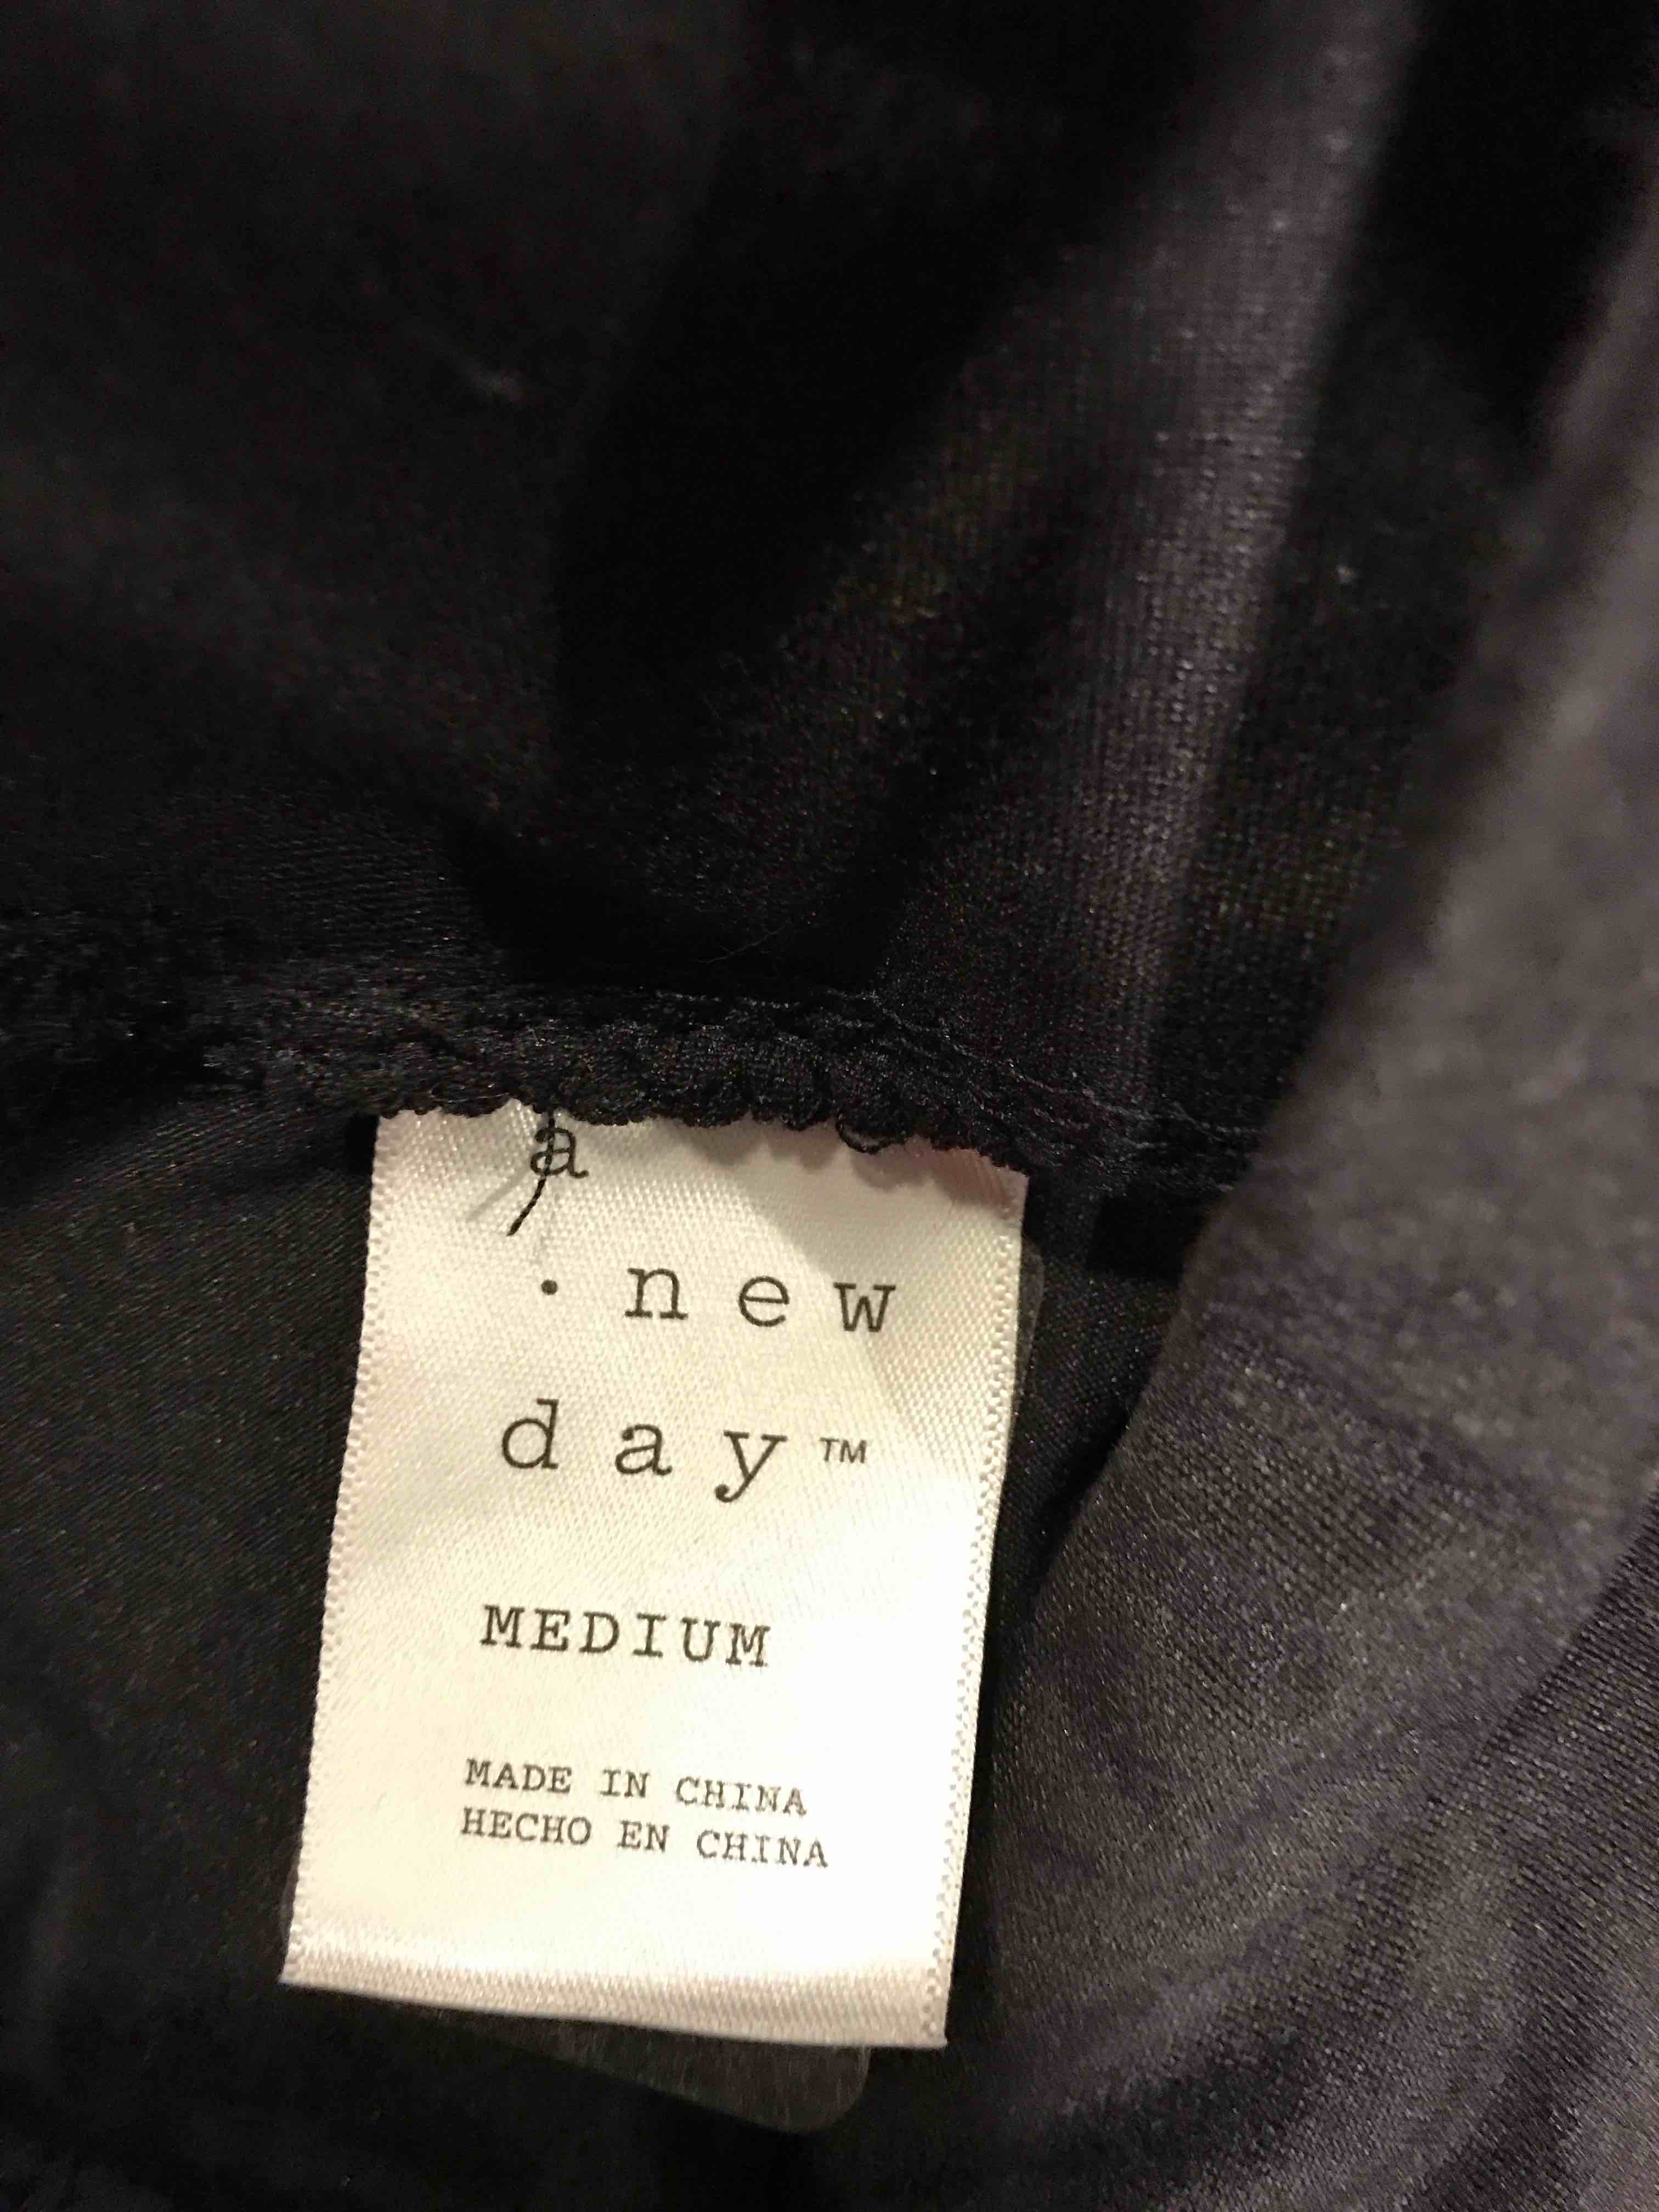 a
· new
day™
MEDIUM
MADE IN CHINA
HECHO EN CHINA